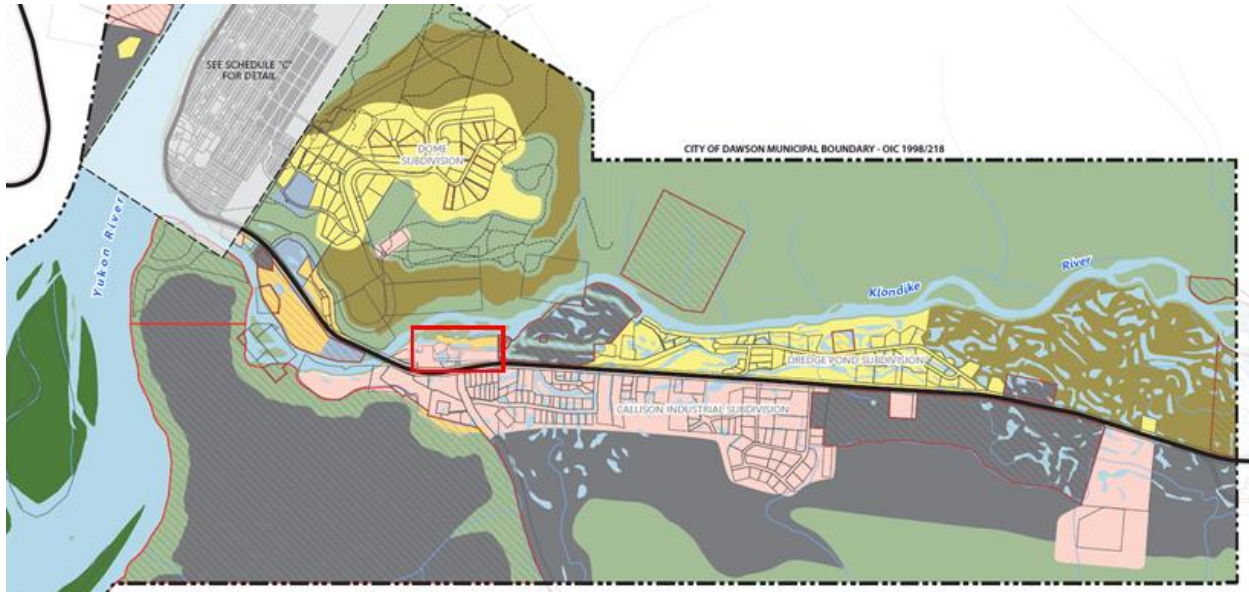 SEE SCHEDULE "C"
FOR DETAIL
DOME
SUBDIVISION
CITY OF DAWSON MUNICIPAL BOUNDARY - OIC 1998/218
Yukon River
Klondike
River
DREDGE POND SUBDIVISION
CALLISON INDUSTRIAL SUBDIVISION